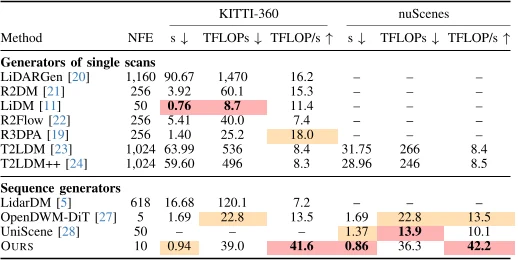 KITTI-360 nuScenes
Method NFE s ↓ TFLOPs ↓ TFLOP/s ↑ s ↓ TFLOPs ↓ TFLOP/s ↑
Generators of single scans
LiDARGen [20] 1,160 90.67 1,470 16.2 – – –
R2DM [21] 256 3.92 60.1 15.3 – – –
LiDM [11] 50 0.76 8.7 11.4 – – –
R2Flow [22] 256 5.41 40.0 7.4 – – –
R3DPA [19] 256 1.40 25.2 18.0 – – –
T2LDM [23] 1,024 63.99 536 8.4 31.75 266 8.4
T2LDM++ [24] 1,024 59.60 496 8.3 28.96 246 8.5
Sequence generators
LidarDM [5] 618 16.68 120.1 7.2 – – –
OpenDWM-DiT [27] 5 1.69 22.8 13.5 1.69 22.8 13.5
UniScene [28] 50 – – – 1.37 13.9 10.1
OURS 10 0.94 39.0 41.6 0.86 36.3 42.2